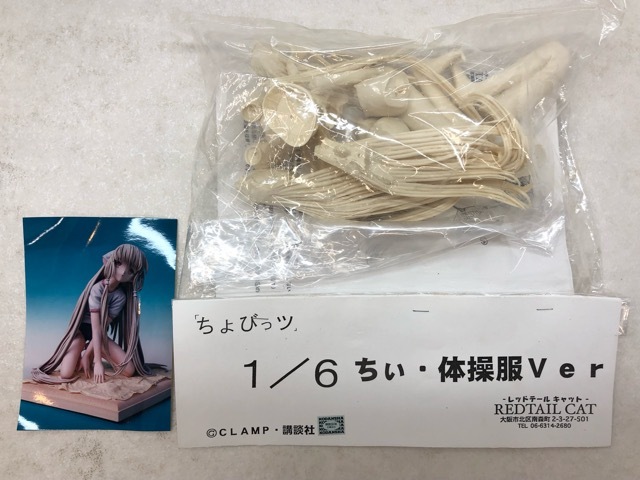 「ちょびっツ」
1/6 ちぃ・体操服Ver
-レッドテール キャット-
REDTAIL CAT
大阪市北区南森町 2-3-27-501
TEL 06-6314-2680
©CLAMP・講談社